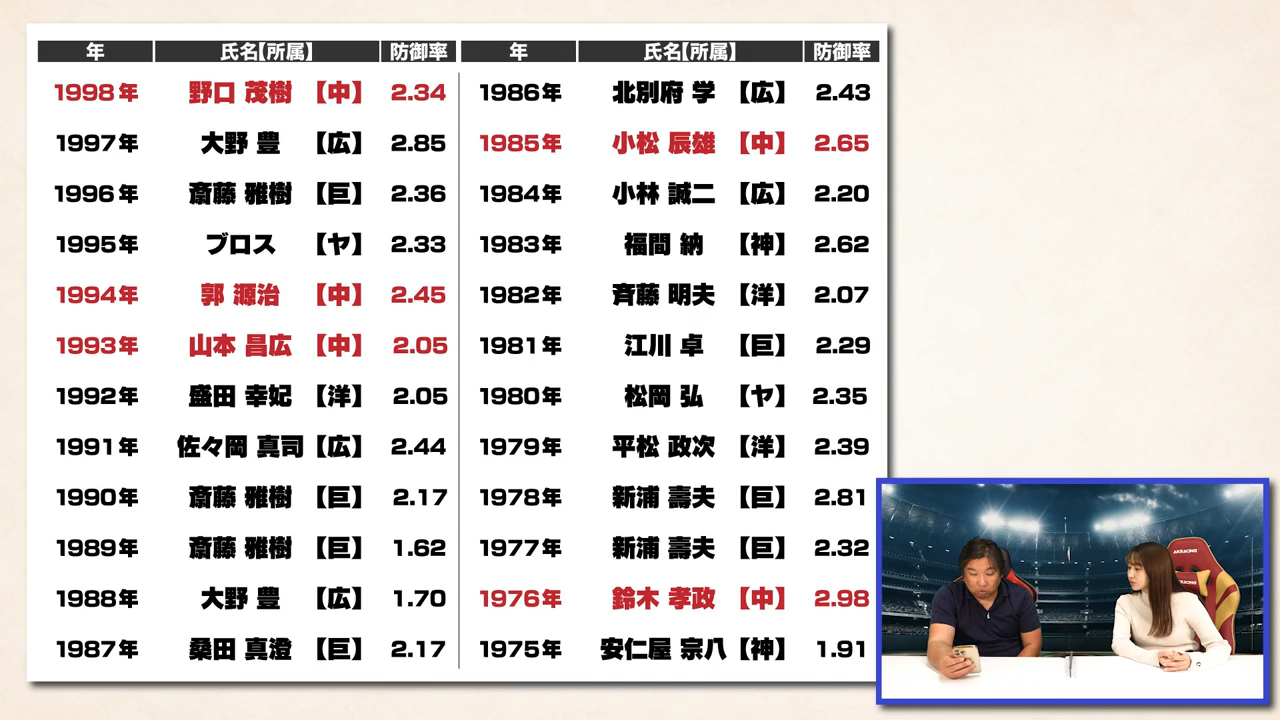 年 氏名【所属】 防御率
1998年 野口 茂樹 【中】 2.34
1997年 大野 豊 【広】 2.85
1996年 斎藤 雅樹 【巨】 2.36
1995年 ブロス 【ヤ】 2.33
1994年 郭 源治 【中】 2.45
1993年 山本 昌広 【中】 2.05
1992年 盛田 幸妃 【洋】 2.05
1991年 佐々岡 真司【広】 2.44
1990年 斎藤 雅樹 【巨】 2.17
1989年 斎藤 雅樹 【巨】 1.62
1988年 大野 豊 【広】 1.70
1987年 桑田 真澄 【巨】 2.17
年 氏名【所属】 防御率
1986年 北別府 学 【広】 2.43
1985年 小松 辰雄 【中】 2.65
1984年 小林 誠二 【広】 2.20
1983年 福間 納 【神】 2.62
1982年 斉藤 明夫 【洋】 2.07
1981年 江川 卓 【巨】 2.29
1980年 松岡 弘 【ヤ】 2.35
1979年 平松 政次 【洋】 2.39
1978年 新浦 壽夫 【巨】 2.81
1977年 新浦 壽夫 【巨】 2.32
1976年 鈴木 孝政 【中】 2.98
1975年 安仁屋 宗八【神】 1.91
AKRACING
AKRACING